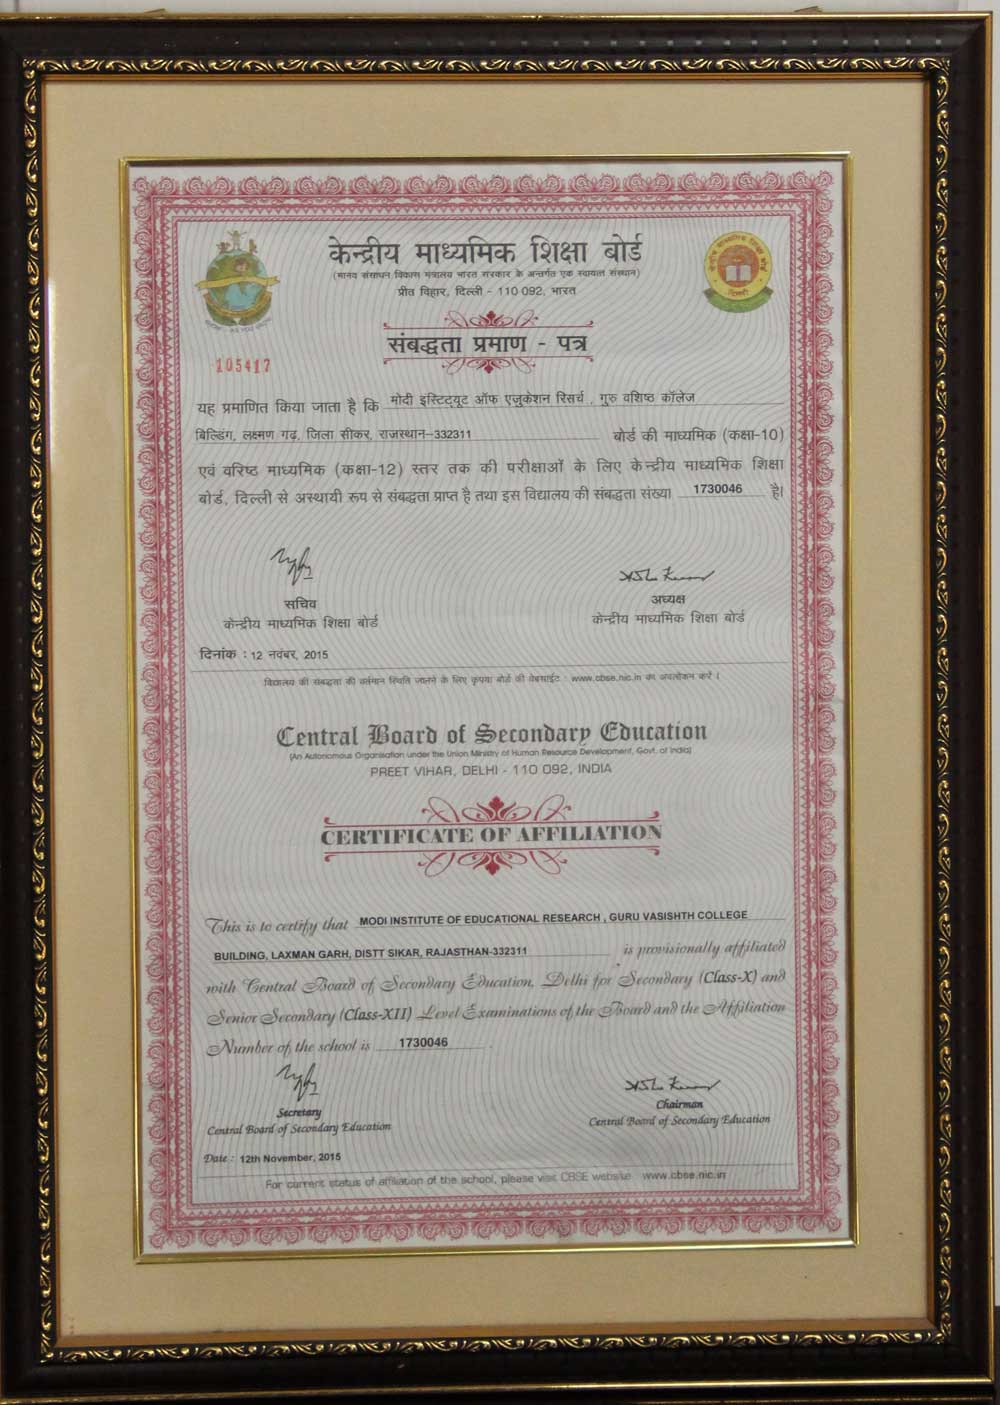 केन्द्रीय माध्यमिक शिक्षा बोर्ड
(मानव संसाधन विकास मंत्रालय भारत सरकार के अन्तर्गत एक स्वायत्त संस्थान)
प्रीत विहार, दिल्ली - 110 092, भारत
संबद्धता प्रमाण - पत्र
105417
यह प्रमाणित किया जाता है कि मोदी इंस्टिट्यूट ऑफ एजुकेशन रिसर्च , गुरु वशिष्ठ कॉलेज
बिल्डिंग, लक्ष्मण गढ़, जिला सीकर, राजस्थान-332311 बोर्ड की माध्यमिक (कक्षा-10)
एवं वरिष्ठ माध्यमिक (कक्षा-12) स्तर तक की परीक्षाओं के लिए केन्द्रीय माध्यमिक शिक्षा
बोर्ड, दिल्ली से अस्थायी रूप से संबद्धता प्राप्त है तथा इस विद्यालय की संबद्धता संख्या 1730046 है।
सचिव
केन्द्रीय माध्यमिक शिक्षा बोर्ड
अध्यक्ष
केन्द्रीय माध्यमिक शिक्षा बोर्ड
दिनांक : 12 नवंबर, 2015
विद्यालय की संबद्धता की वर्तमान स्थिति जानने के लिए कृपया बोर्ड की वेबसाईट : www.cbse.nic.in का अवलोकन करें ।
Central Board of Secondary Education
(An Autonomous Organisation under the Union Ministry of Human Resource Development, Govt. of India)
PREET VIHAR, DELHI - 110 092, INDIA
CERTIFICATE OF AFFILIATION
This is to certify that MODI INSTITUTE OF EDUCATIONAL RESEARCH , GURU VASISHTH COLLEGE
BUILDING, LAXMAN GARH, DISTT SIKAR, RAJASTHAN-332311 is provisionally affiliated
with Central Board of Secondary Education, Delhi for Secondary (Class-X) and
Senior Secondary (Class-XII) Level Examinations of the Board and the Affiliation
Number of the school is 1730046 .
Secretary
Central Board of Secondary Education
Chairman
Central Board of Secondary Education
Date : 12th November, 2015
For current status of affiliation of the school, please visit CBSE website www.cbse.nic.in